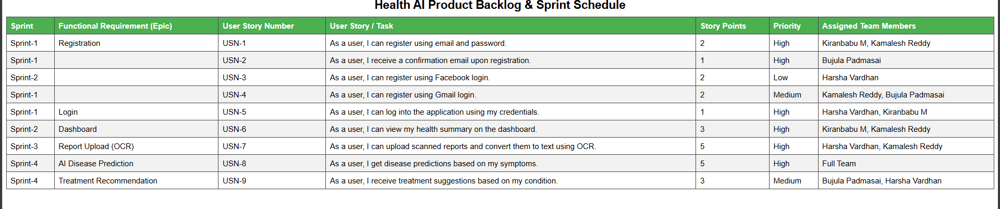 Health AI Product Backlog & Sprint Schedule
Sprint Functional Requirement (Epic) User Story Number User Story / Task Story Points Priority Assigned Team Members
Sprint-1 Registration USN-1 As a user, I can register using email and password. 2 High Kiranbabu M, Kamalesh Reddy
Sprint-1 USN-2 As a user, I receive a confirmation email upon registration. 1 High Bujula Padmasai
Sprint-2 USN-3 As a user, I can register using Facebook login. 2 Low Harsha Vardhan
Sprint-1 USN-4 As a user, I can register using Gmail login. 2 Medium Kamalesh Reddy, Bujula Padmasai
Sprint-1 Login USN-5 As a user, I can log into the application using my credentials. 1 High Harsha Vardhan, Kiranbabu M
Sprint-2 Dashboard USN-6 As a user, I can view my health summary on the dashboard. 3 High Kiranbabu M, Kamalesh Reddy
Sprint-3 Report Upload (OCR) USN-7 As a user, I can upload scanned reports and convert them to text using OCR. 5 High Harsha Vardhan, Kamalesh Reddy
Sprint-4 AI Disease Prediction USN-8 As a user, I get disease predictions based on my symptoms. 5 High Full Team
Sprint-4 Treatment Recommendation USN-9 As a user, I receive treatment suggestions based on my condition. 3 Medium Bujula Padmasai, Harsha Vardhan